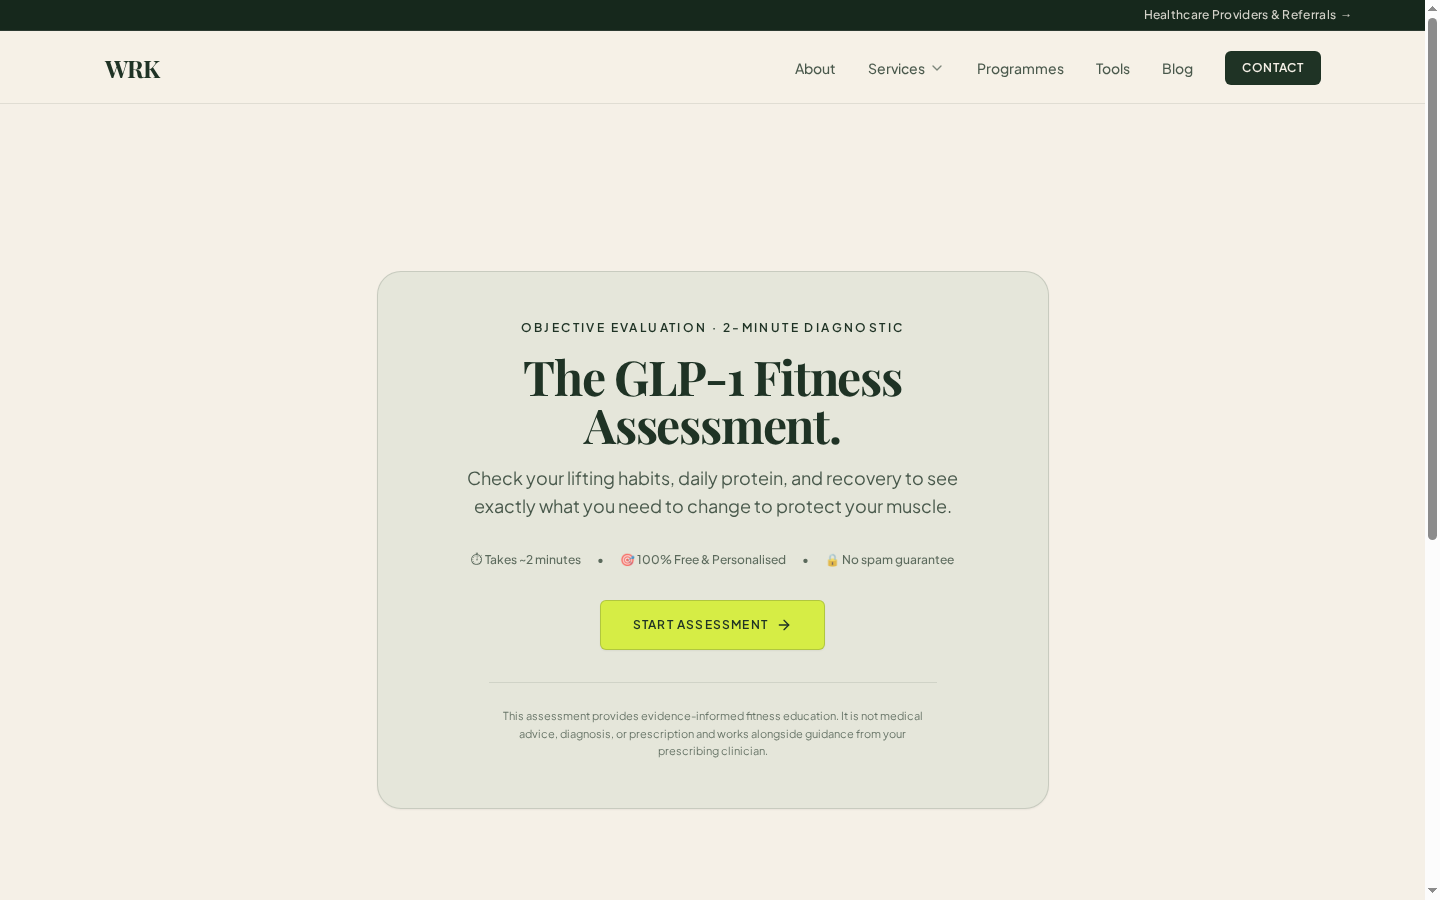 Healthcare Providers & Referrals →
WRK
About
Services
Programmes
Tools
Blog
CONTACT
OBJECTIVE EVALUATION · 2-MINUTE DIAGNOSTIC
The GLP-1 Fitness
Assessment.
Check your lifting habits, daily protein, and recovery to see
exactly what you need to change to protect your muscle.
⏱ Takes ~2 minutes • 🎯 100% Free & Personalised • 🔒 No spam guarantee
START ASSESSMENT →
This assessment provides evidence-informed fitness education. It is not medical
advice, diagnosis, or prescription and works alongside guidance from your
prescribing clinician.